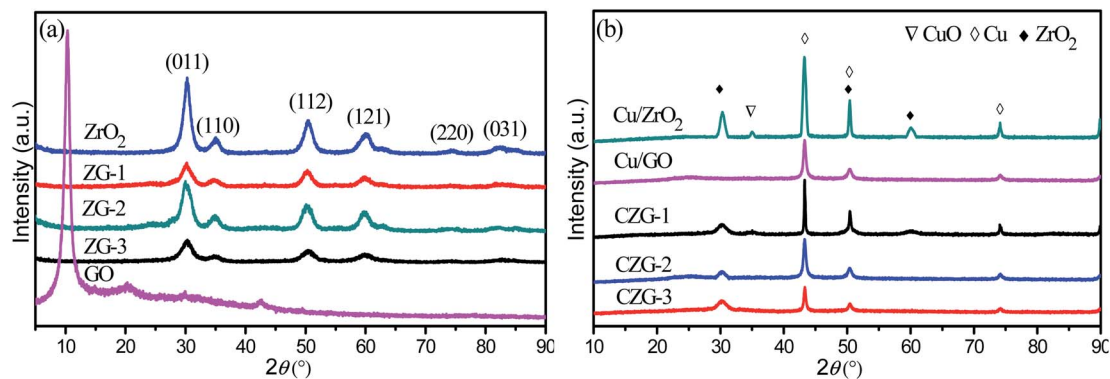 (a)
(011)
(110)
(112)
(121)
(220)
(031)
ZrO₂
ZG-1
ZG-2
ZG-3
GO
Intensity (a.u.)
10 20 30 40 50 60 70 80 90
2θ(°)
(b)
▽ CuO ◊ Cu ♦ ZrO₂
Cu/ZrO₂
Cu/GO
CZG-1
CZG-2
CZG-3
Intensity (a.u.)
10 20 30 40 50 60 70 80 90
2θ(°)